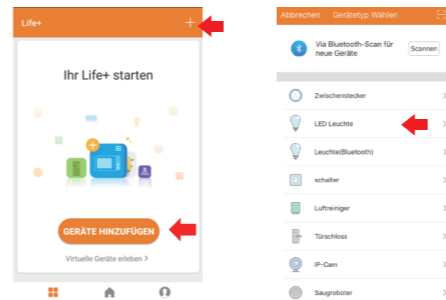 Life+
Ihr Life+ starten
GERÄTE HINZUFÜGEN
Virtuelle Geräte erleben >
Abbrechen Gerätetyp Wählen
Via Bluetooth-Scan für
neue Geräte
Scannen
Zwischenstecker
LED Leuchte
Leuchte(Bluetooth)
schalter
Luftreiniger
Türschloss
IP-Cam
Saugroboter